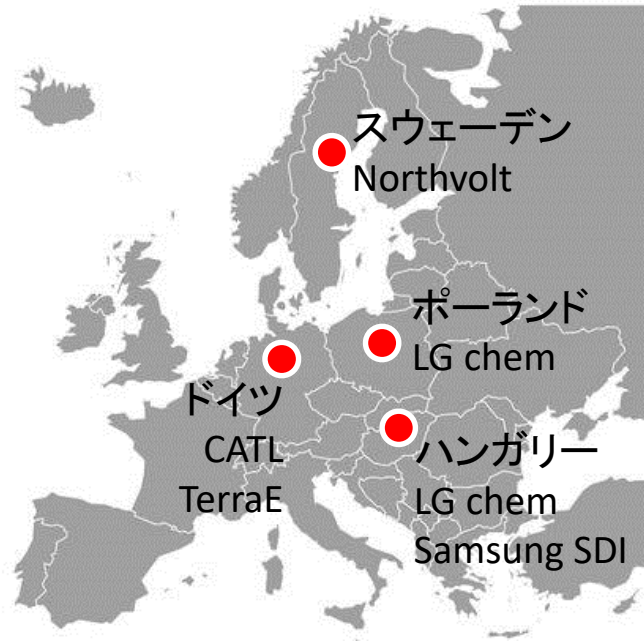 スウェーデン
Northvolt
ポーランド
LG chem
ドイツ
CATL
TerraE
ハンガリー
LG chem
Samsung SDI